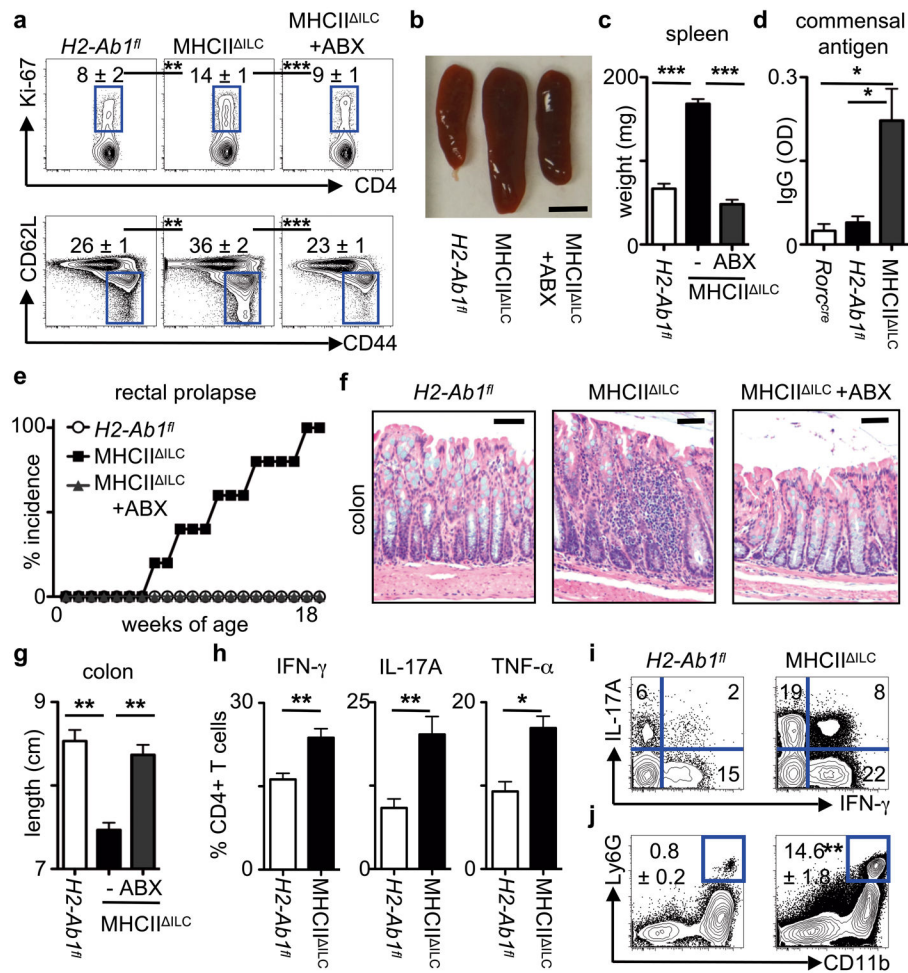 a
H2-Ab1fl
MHCIIΔILC
MHCIIΔILC
+ABX
Ki-67
8 ± 2
**
14 ± 1
***
9 ± 1
CD4
CD62L
26 ± 1
**
36 ± 2
***
23 ± 1
CD44
b
H2-Ab1fl
MHCIIΔILC
MHCIIΔILC
+ABX
c
spleen
weight (mg)
200
0
***
***
H2-Ab1fl
- ABX
MHCIIΔILC
d
commensal
antigen
IgG (OD)
0.3
0.0
*
*
Rorccre
H2-Ab1fl
MHCIIΔILC
e
rectal prolapse
% incidence
100
0
H2-Ab1fl
MHCIIΔILC
MHCIIΔILC
+ABX
0
18
weeks of age
f
H2-Ab1fl
MHCIIΔILC
MHCIIΔILC +ABX
colon
g
colon
length (cm)
9
7
**
**
H2-Ab1fl
- ABX
MHCIIΔILC
h
% CD4+ T cells
IFN-γ
30
0
**
H2-Ab1fl
MHCIIΔILC
IL-17A
20
0
**
H2-Ab1fl
MHCIIΔILC
TNF-α
20
0
*
H2-Ab1fl
MHCIIΔILC
i
H2-Ab1fl
MHCIIΔILC
IL-17A
6
2
15
19
8
22
IFN-γ
j
Ly6G
0.8
± 0.2
14.6
**
± 1.8
CD11b